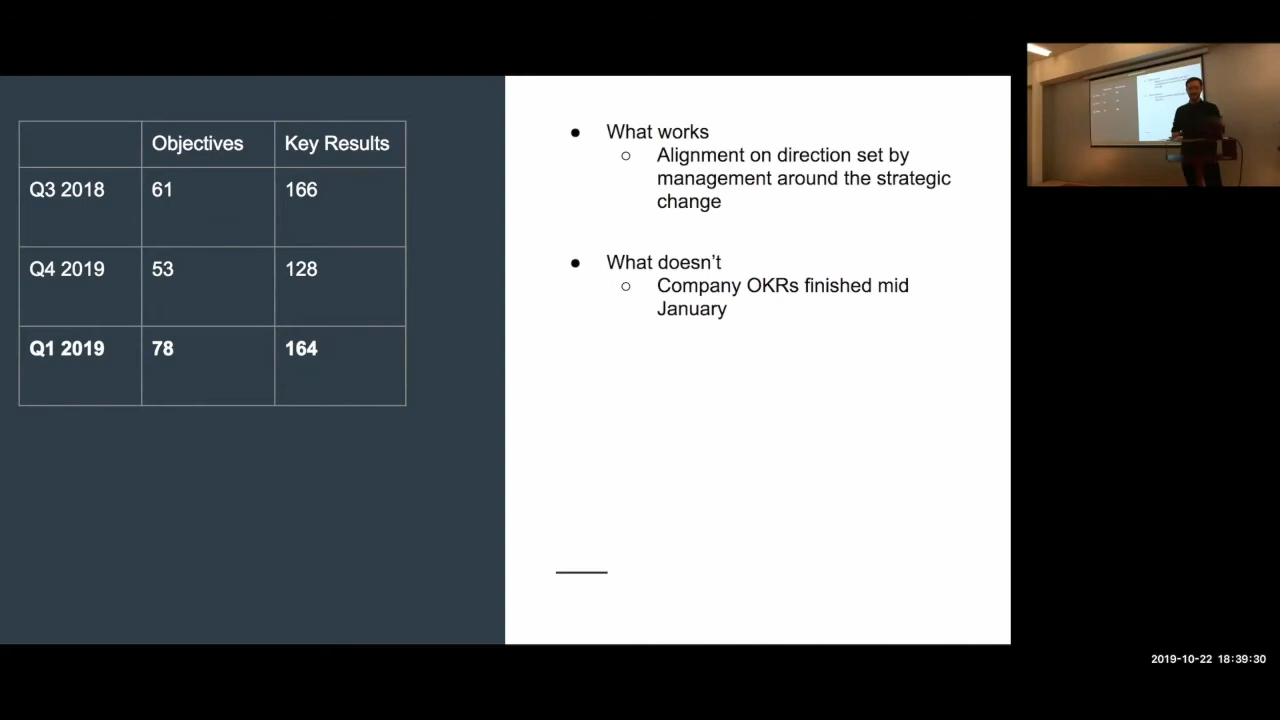 Objectives Key Results
Q3 2018 61 166
Q4 2019 53 128
Q1 2019 78 164
● What works
○ Alignment on direction set by
management around the strategic
change
● What doesn’t
○ Company OKRs finished mid
January
2019-10-22 18:39:30